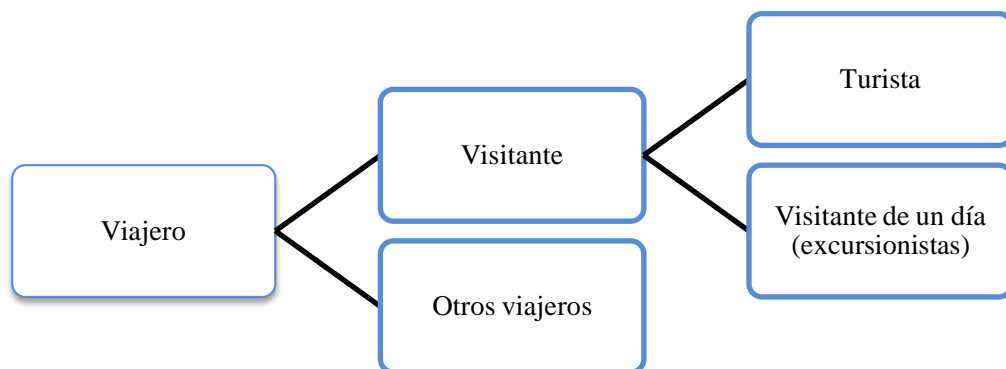 Viajero
Visitante
Otros viajeros
Turista
Visitante de un día
(excursionistas)